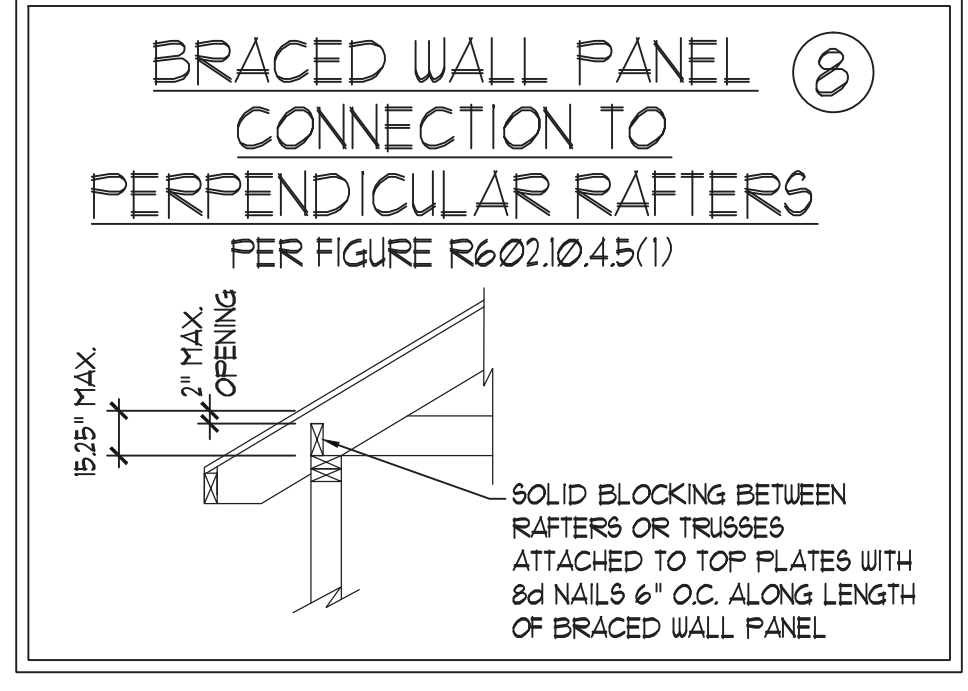 BRACED WALL PANEL
8
CONNECTION TO
PERPENDICULAR RAFTERS
PER FIGURE R602.10.4.5(1)
15.25" MAX.
2" MAX.
OPENING
SOLID BLOCKING BETWEEN
RAFTERS OR TRUSSES
ATTACHED TO TOP PLATES WITH
8d NAILS 6" O.C. ALONG LENGTH
OF BRACED WALL PANEL